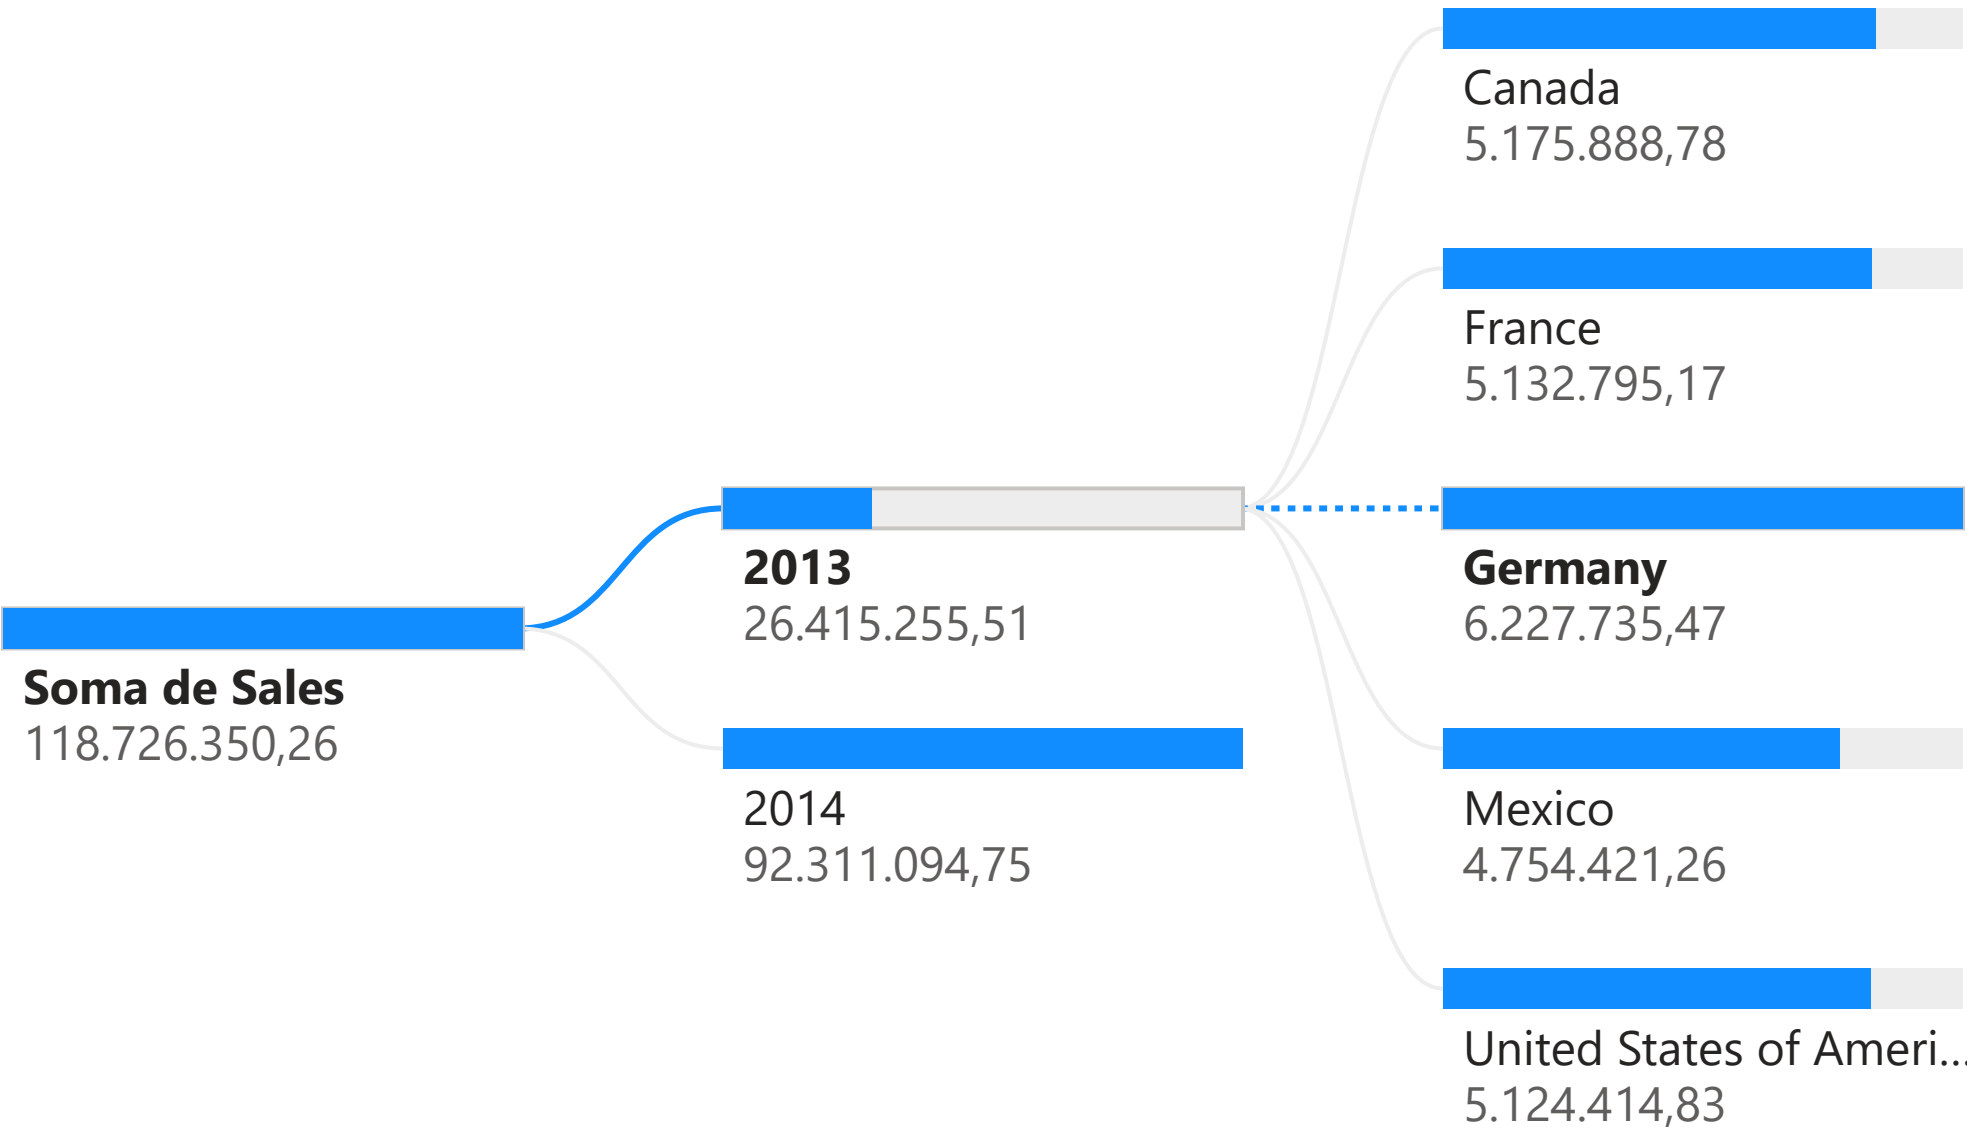 Soma de Sales
118.726.350,26
2013
26.415.255,51
2014
92.311.094,75
Canada
5.175.888,78
France
5.132.795,17
Germany
6.227.735,47
Mexico
4.754.421,26
United States of Ameri...
5.124.414,83